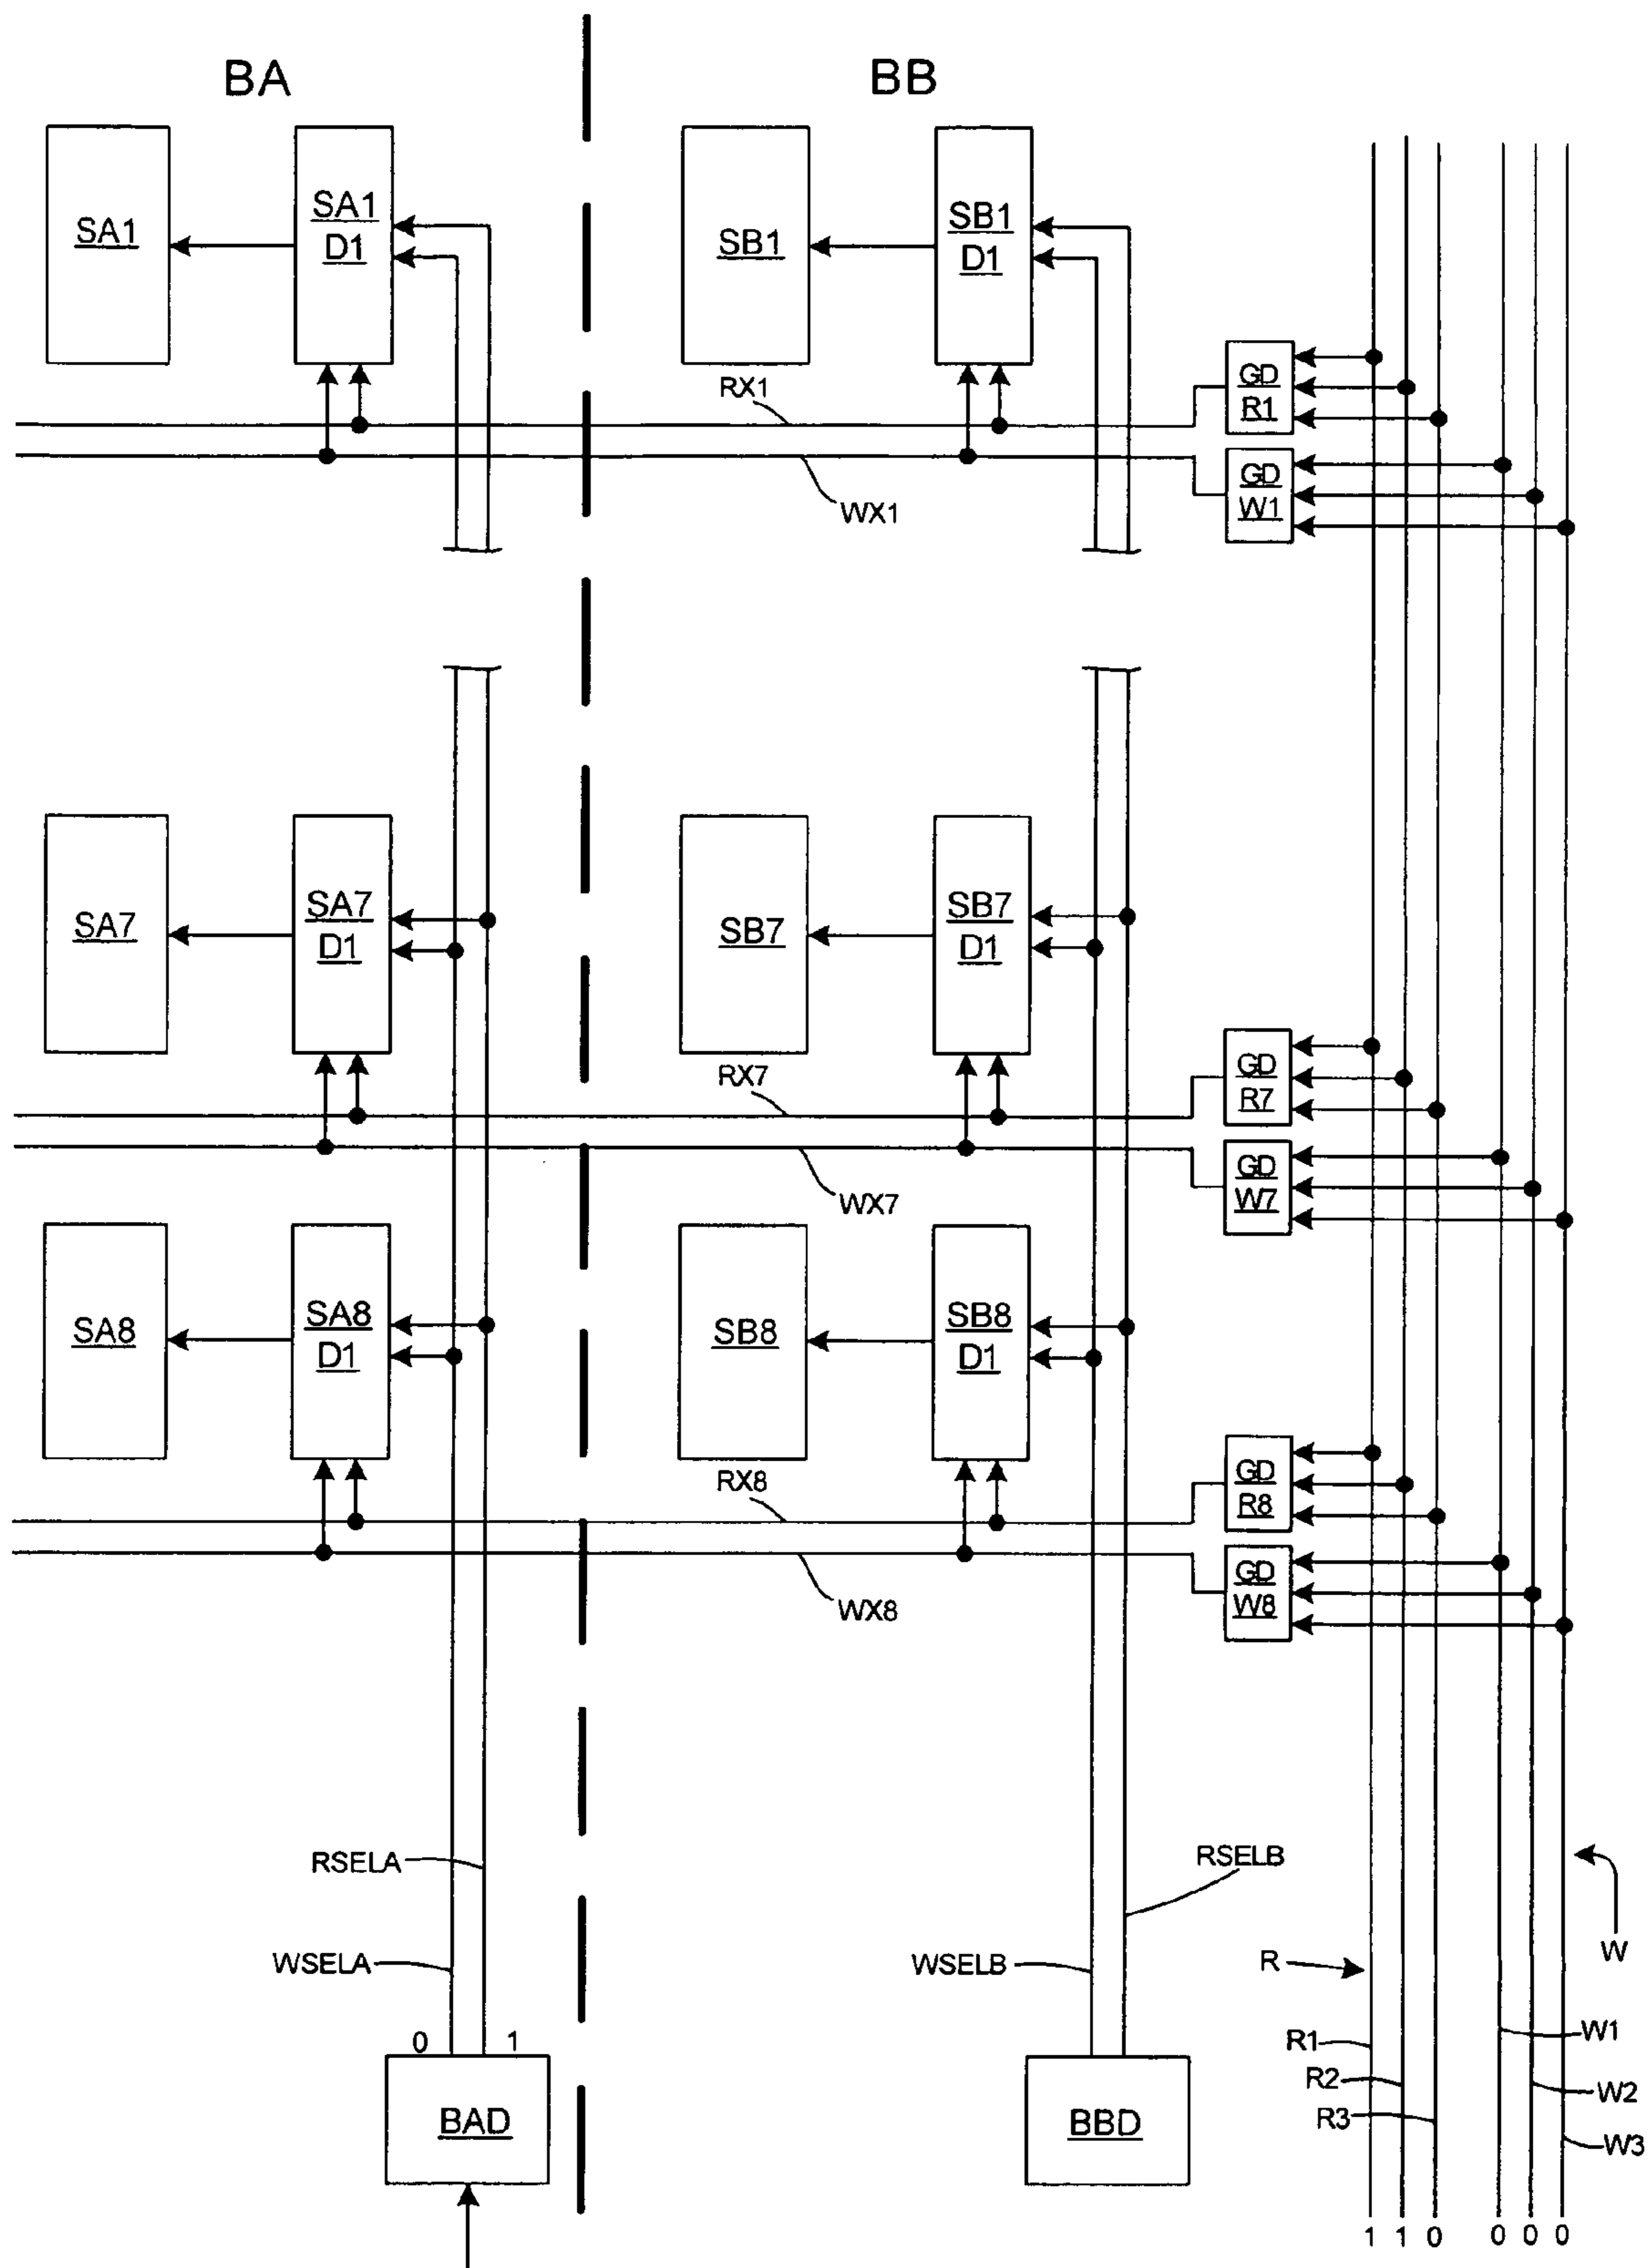 BA
BB
SA1
SA1
D1
SB1
SB1
D1
RX1
GD
R1
GD
W1
WX1
SA7
SA7
D1
SB7
SB7
D1
RX7
GD
R7
GD
W7
WX7
SA8
SA8
D1
SB8
SB8
D1
RX8
GD
R8
GD
W8
WX8
RSELA
RSELB
WSELA
WSELB
R
W
0
1
R1
W1
R2
W2
R3
W3
BAD
BBD
1 1 0 0 0 0